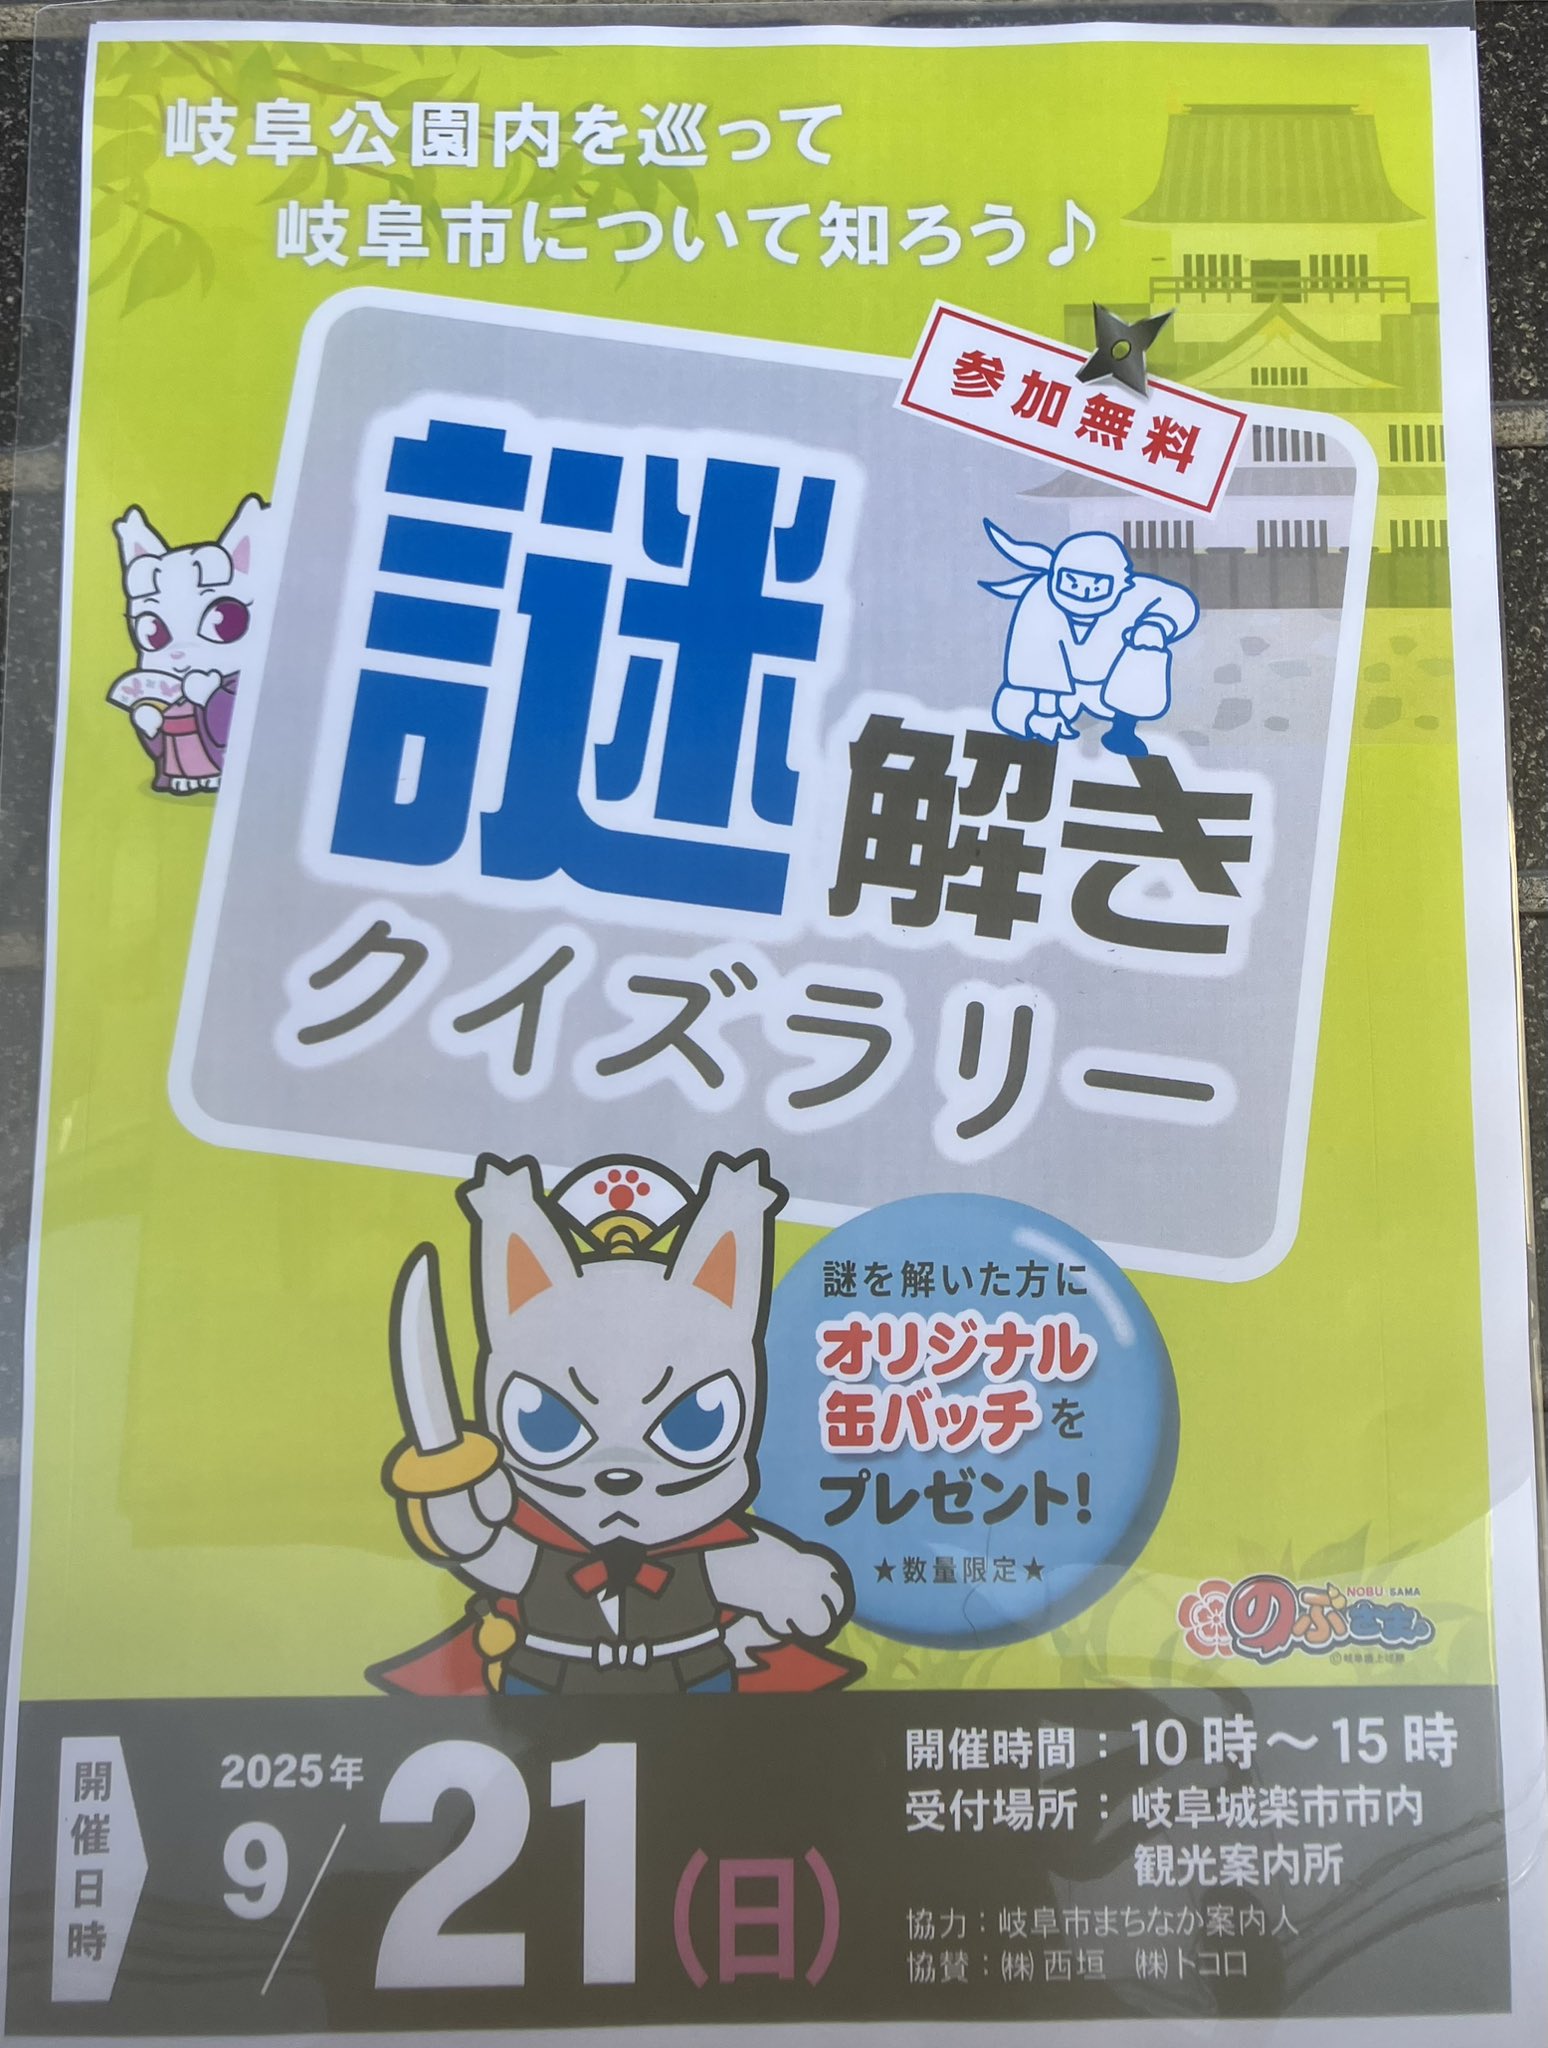 岐阜公園内を巡って
岐阜市について知ろう♪
参加無料
謎解き
クイズラリー
謎を解いた方に
オリジナル
缶バッチを
プレゼント!
★数量限定★
NOBU SAMA
のぶさま。
開催日時
2025年
9/21(日)
開催時間：10時～15時
受付場所：岐阜城楽市市内
観光案内所
協力：岐阜市まちなか案内人
協賛：㈱西垣 ㈱トコロ